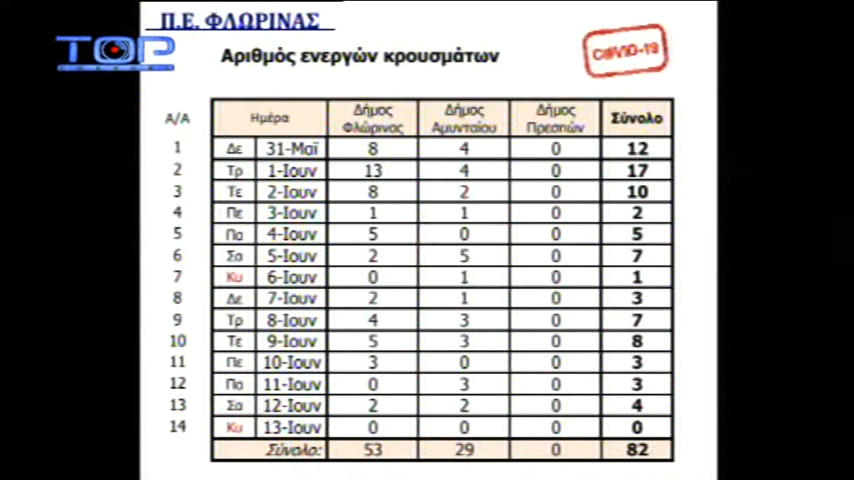 Π.Ε. ΦΛΩΡΙΝΑΣ
TOP
Αριθμός ενεργών κρουσμάτων
COVID-19
Α/Α Ημέρα Δήμος Φλώρινας Δήμος Αμυνταίου Δήμος Πρεσπών Σύνολο
1 Δε 31-Μαϊ 8 4 0 12
2 Τρ 1-Ιουν 13 4 0 17
3 Τε 2-Ιουν 8 2 0 10
4 Πε 3-Ιουν 1 1 0 2
5 Πα 4-Ιουν 5 0 0 5
6 Σα 5-Ιουν 2 5 0 7
7 Κυ 6-Ιουν 0 1 0 1
8 Δε 7-Ιουν 2 1 0 3
9 Τρ 8-Ιουν 4 3 0 7
10 Τε 9-Ιουν 5 3 0 8
11 Πε 10-Ιουν 3 0 0 3
12 Πα 11-Ιουν 0 3 0 3
13 Σα 12-Ιουν 2 2 0 4
14 Κυ 13-Ιουν 0 0 0 0
Σύνολο: 53 29 0 82